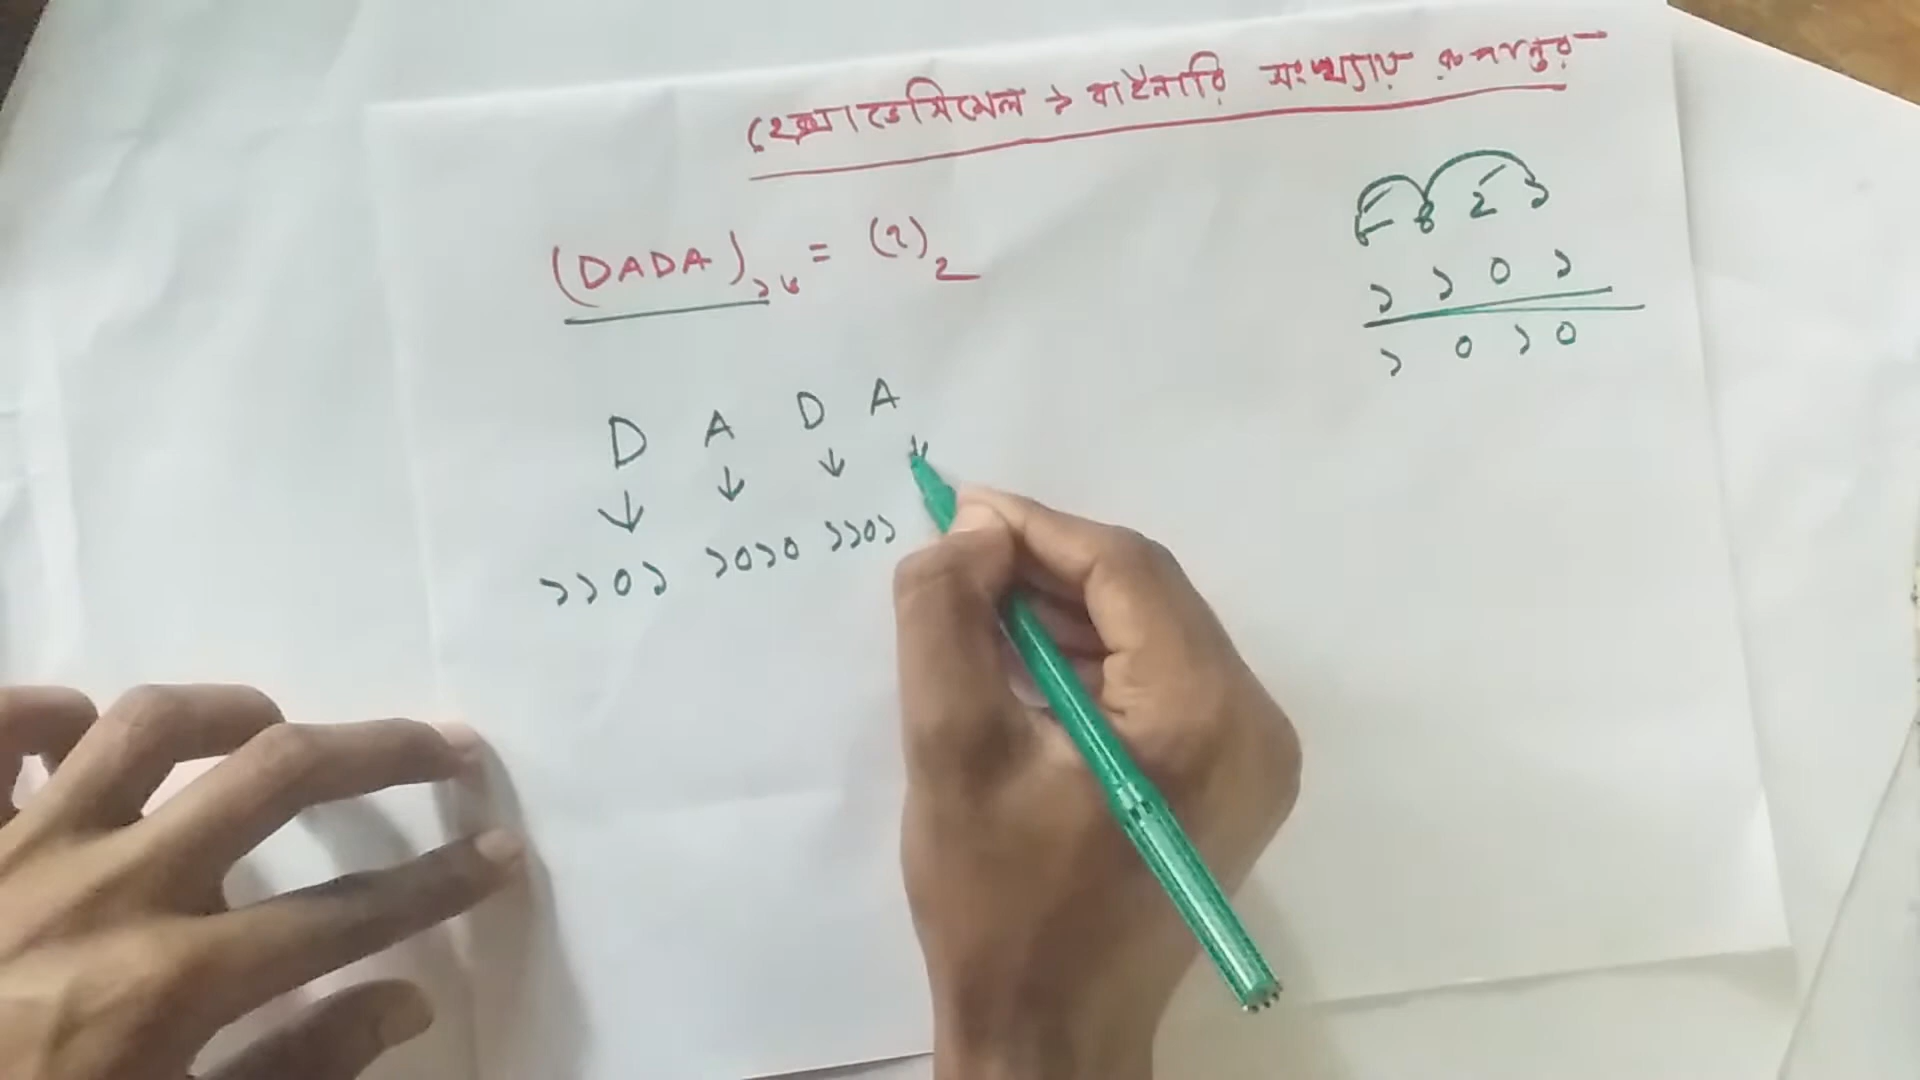 হেক্সাডেসিমেল → বাইনারি সংখ্যায় রূপান্তর
(DADA)১৬ = (?)২
৮ ৪ ২ ১
১ ১ ০ ১
১ ০ ১ ০
D A D A
↓ ↓ ↓ ↓
১১০১ ১০১০ ১১০১